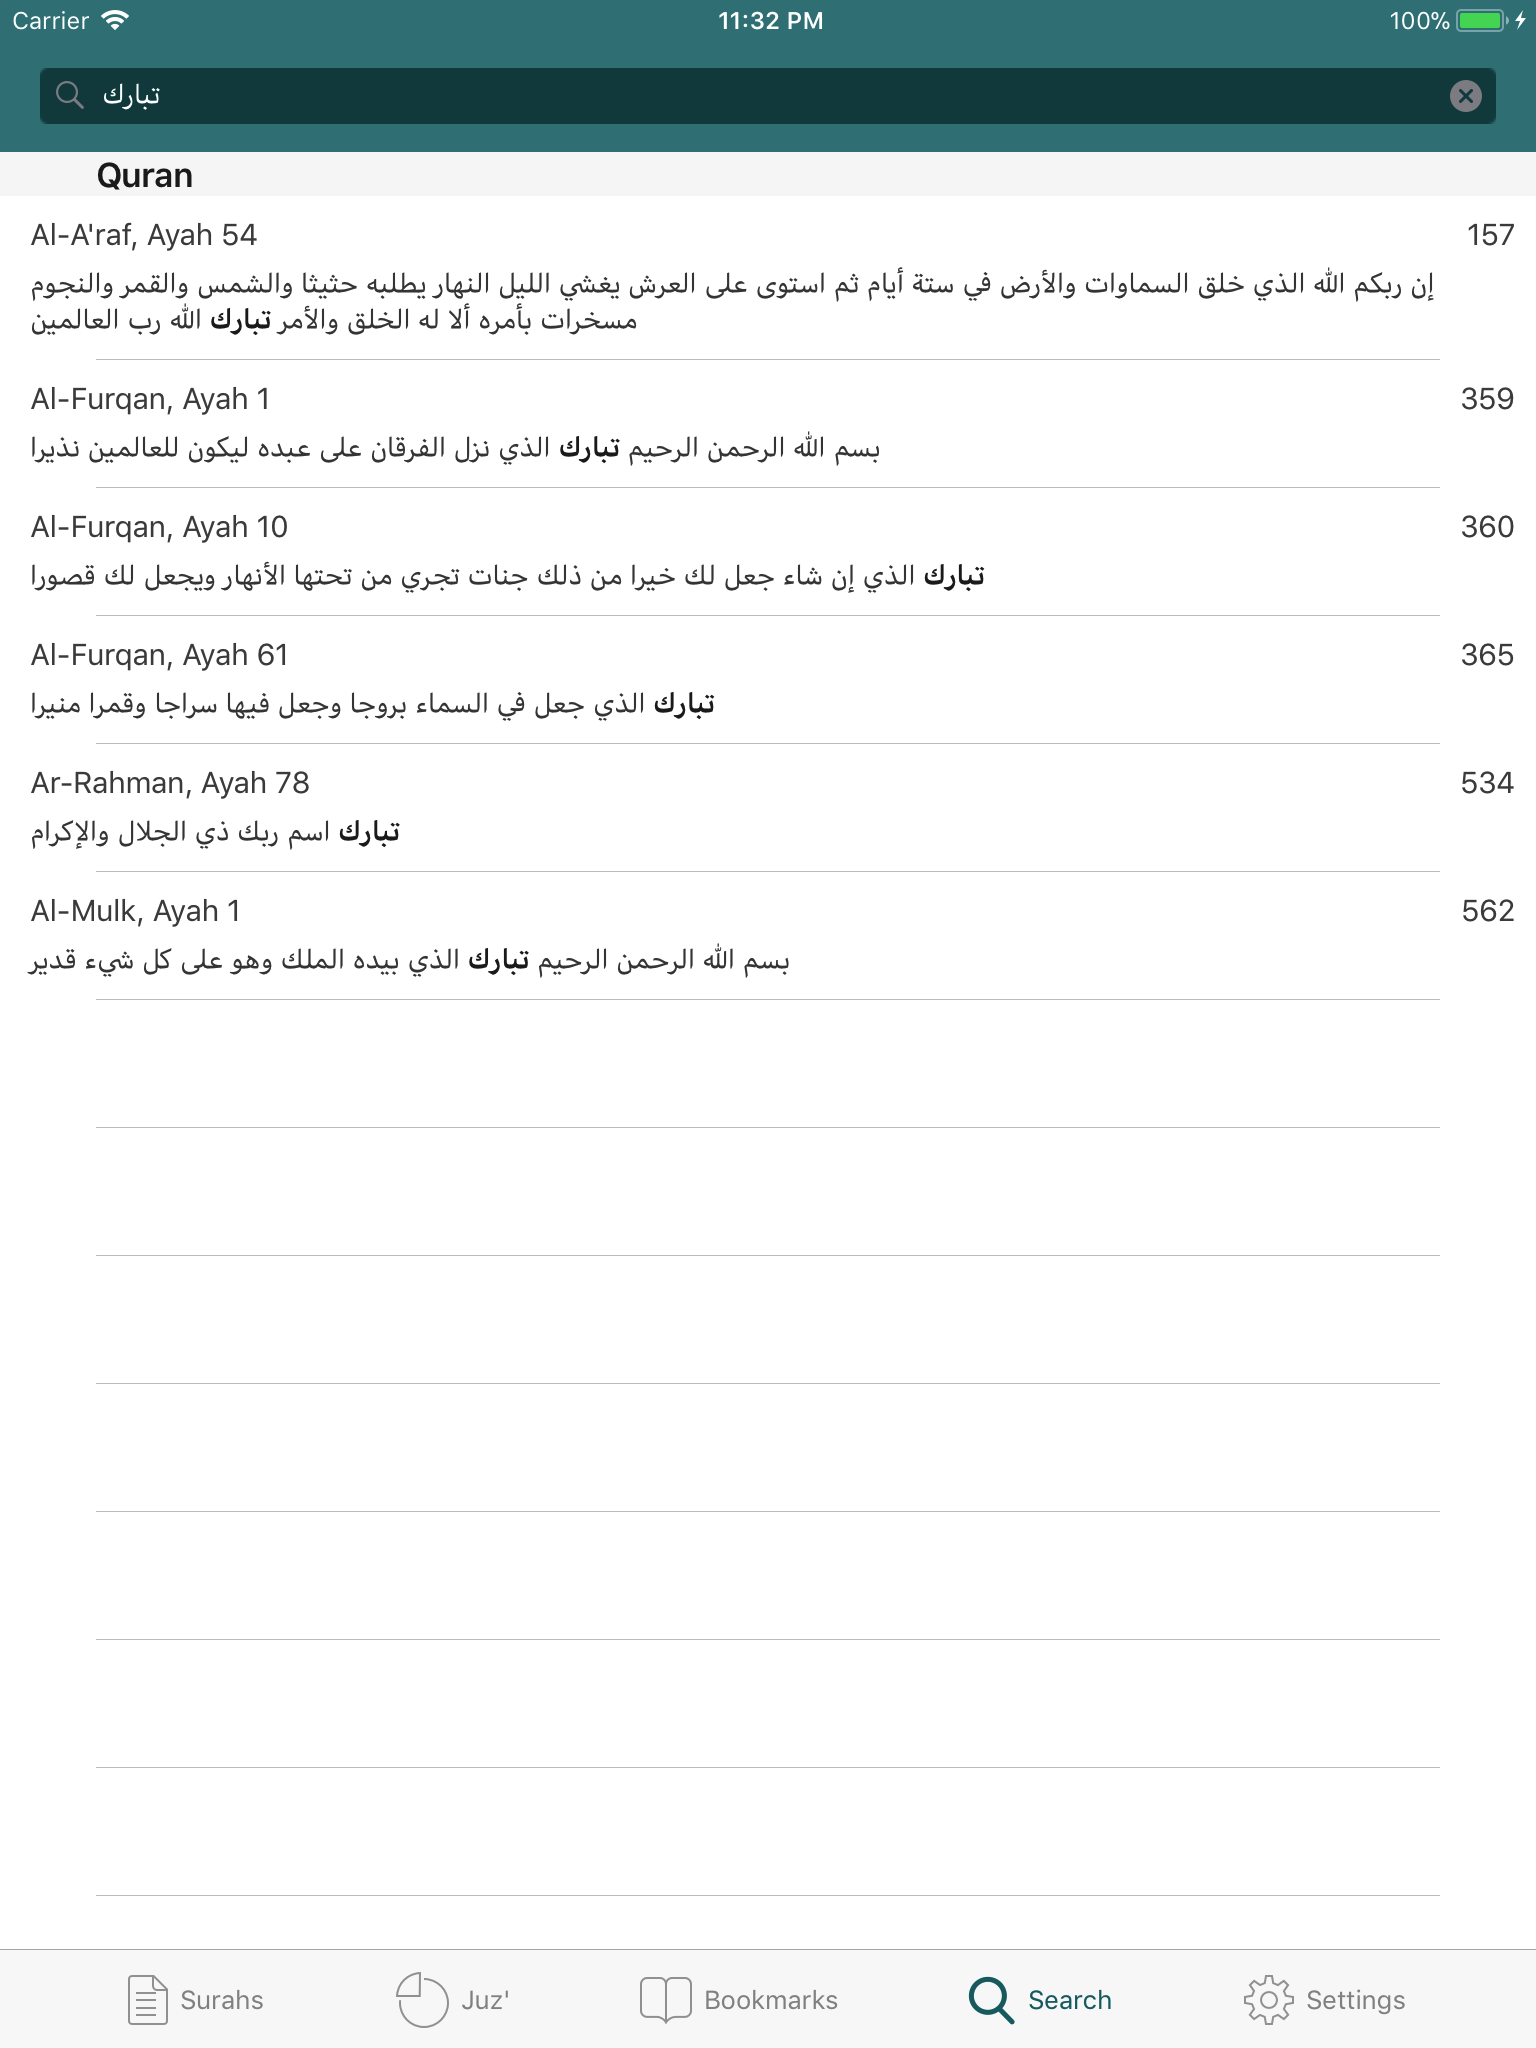 Carrier 11:32 PM 100%
تبارك
Quran
Al-A'raf, Ayah 54 157
إن ربكم الله الذي خلق السماوات والأرض في ستة أيام ثم استوى على العرش يغشي الليل النهار يطلبه حثيثا والشمس والقمر والنجوم
مسخرات بأمره ألا له الخلق والأمر تبارك الله رب العالمين
Al-Furqan, Ayah 1 359
بسم الله الرحمن الرحيم تبارك الذي نزل الفرقان على عبده ليكون للعالمين نذيرا
Al-Furqan, Ayah 10 360
تبارك الذي إن شاء جعل لك خيرا من ذلك جنات تجري من تحتها الأنهار ويجعل لك قصورا
Al-Furqan, Ayah 61 365
تبارك الذي جعل في السماء بروجا وجعل فيها سراجا وقمرا منيرا
Ar-Rahman, Ayah 78 534
تبارك اسم ربك ذي الجلال والإكرام
Al-Mulk, Ayah 1 562
بسم الله الرحمن الرحيم تبارك الذي بيده الملك وهو على كل شيء قدير
Surahs Juz' Bookmarks Search Settings